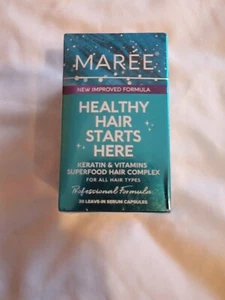 MARÉE
NEW IMPROVED FORMULA
HEALTHY
HAIR
STARTS
HERE
KERATIN & VITAMINS
SUPERFOOD HAIR COMPLEX
FOR ALL HAIR TYPES
Professional Formula
30 LEAVE-IN SERUM CAPSULES